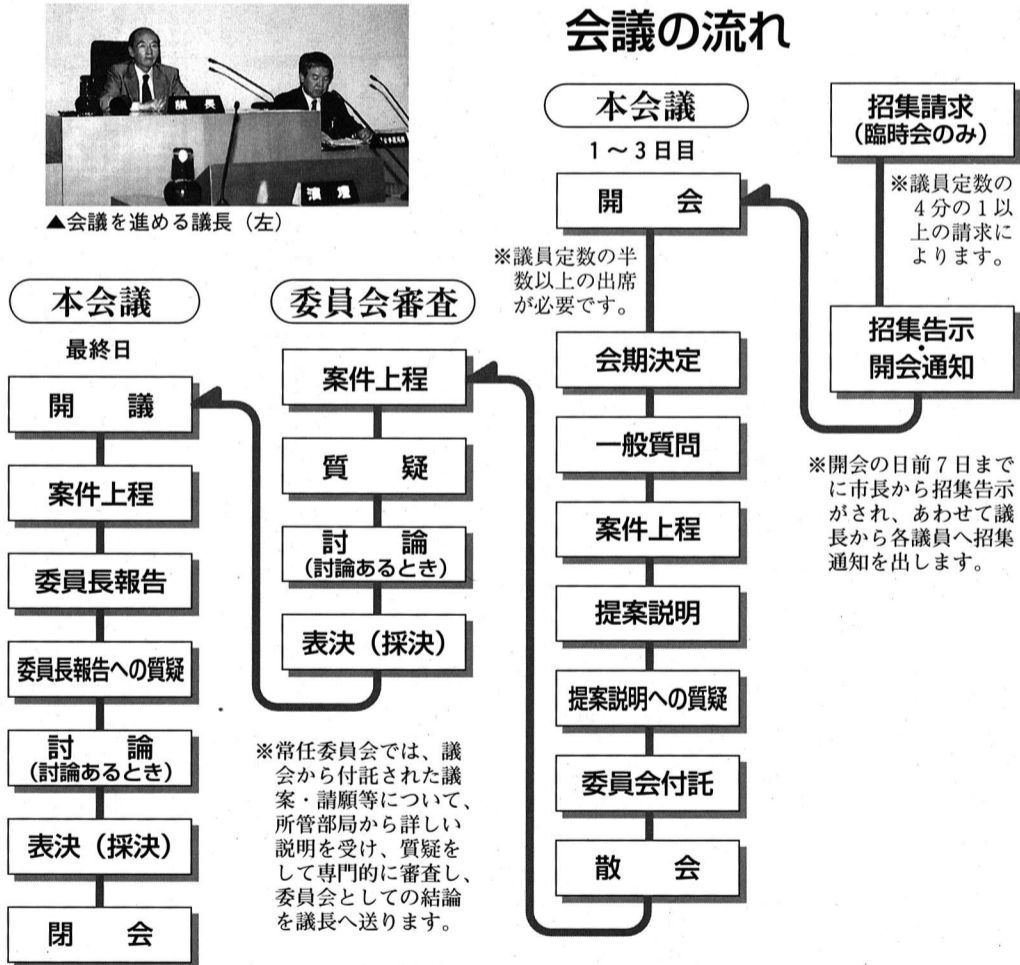 会議の流れ
議長
▲会議を進める議長（左）
招集請求
（臨時会のみ）
※議員定数の
4分の1以
上の請求に
よります。
招集告示
・
開会通知
※開会の日前7日まで
に市長から招集告示
がされ、あわせて議
長から各議員へ招集
通知を出します。
本会議
1～3日目
開　会
※議員定数の半
数以上の出席
が必要です。
会期決定
一般質問
案件上程
提案説明
提案説明への質疑
委員会付託
散　会
委員会審査
案件上程
質　疑
討　論
（討論あるとき）
表決（採決）
※常任委員会では、議
会から付託された議
案・請願等について、
所管部局から詳しい
説明を受け、質疑を
して専門的に審査し、
委員会としての結論
を議長へ送ります。
本会議
最終日
開　議
案件上程
委員長報告
委員長報告への質疑
討　論
（討論あるとき）
表決（採決）
閉　会